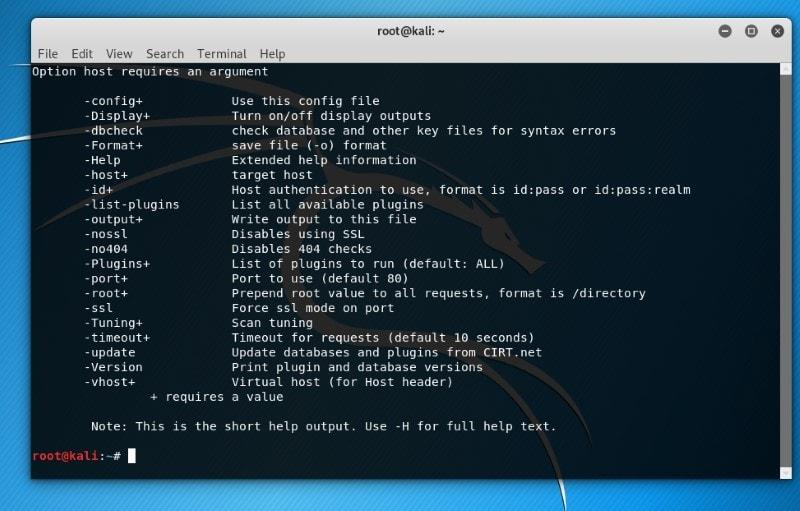 root@kali: ~
File Edit View Search Terminal Help
Option host requires an argument
-config+ Use this config file
-Display+ Turn on/off display outputs
-dbcheck check database and other key files for syntax errors
-Format+ save file (-o) format
-Help Extended help information
-host+ target host
-id+ Host authentication to use, format is id:pass or id:pass:realm
-list-plugins List all available plugins
-output+ Write output to this file
-nossl Disables using SSL
-no404 Disables 404 checks
-Plugins+ List of plugins to run (default: ALL)
-port+ Port to use (default 80)
-root+ Prepend root value to all requests, format is /directory
-ssl Force ssl mode on port
-Tuning+ Scan tuning
-timeout+ Timeout for requests (default 10 seconds)
-update Update databases and plugins from CIRT.net
-Version Print plugin and database versions
-vhost+ Virtual host (for Host header)
+ requires a value
Note: This is the short help output. Use -H for full help text.
root@kali:~#